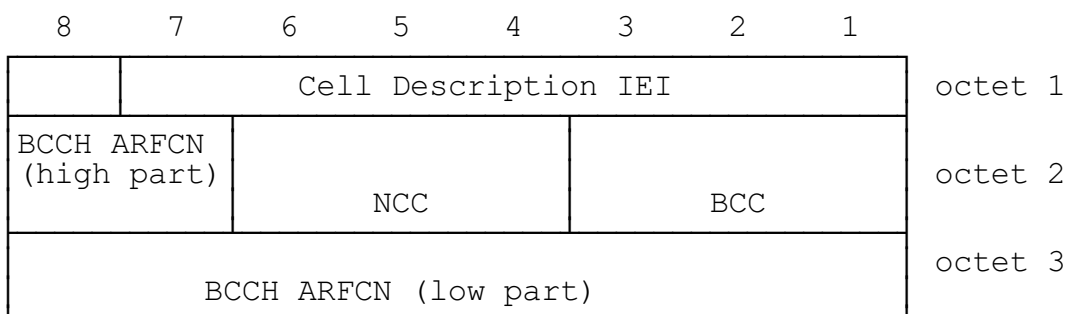 8 7 6 5 4 3 2 1
Cell Description IEI octet 1
BCCH ARFCN
(high part) octet 2
NCC BCC
octet 3
BCCH ARFCN (low part)